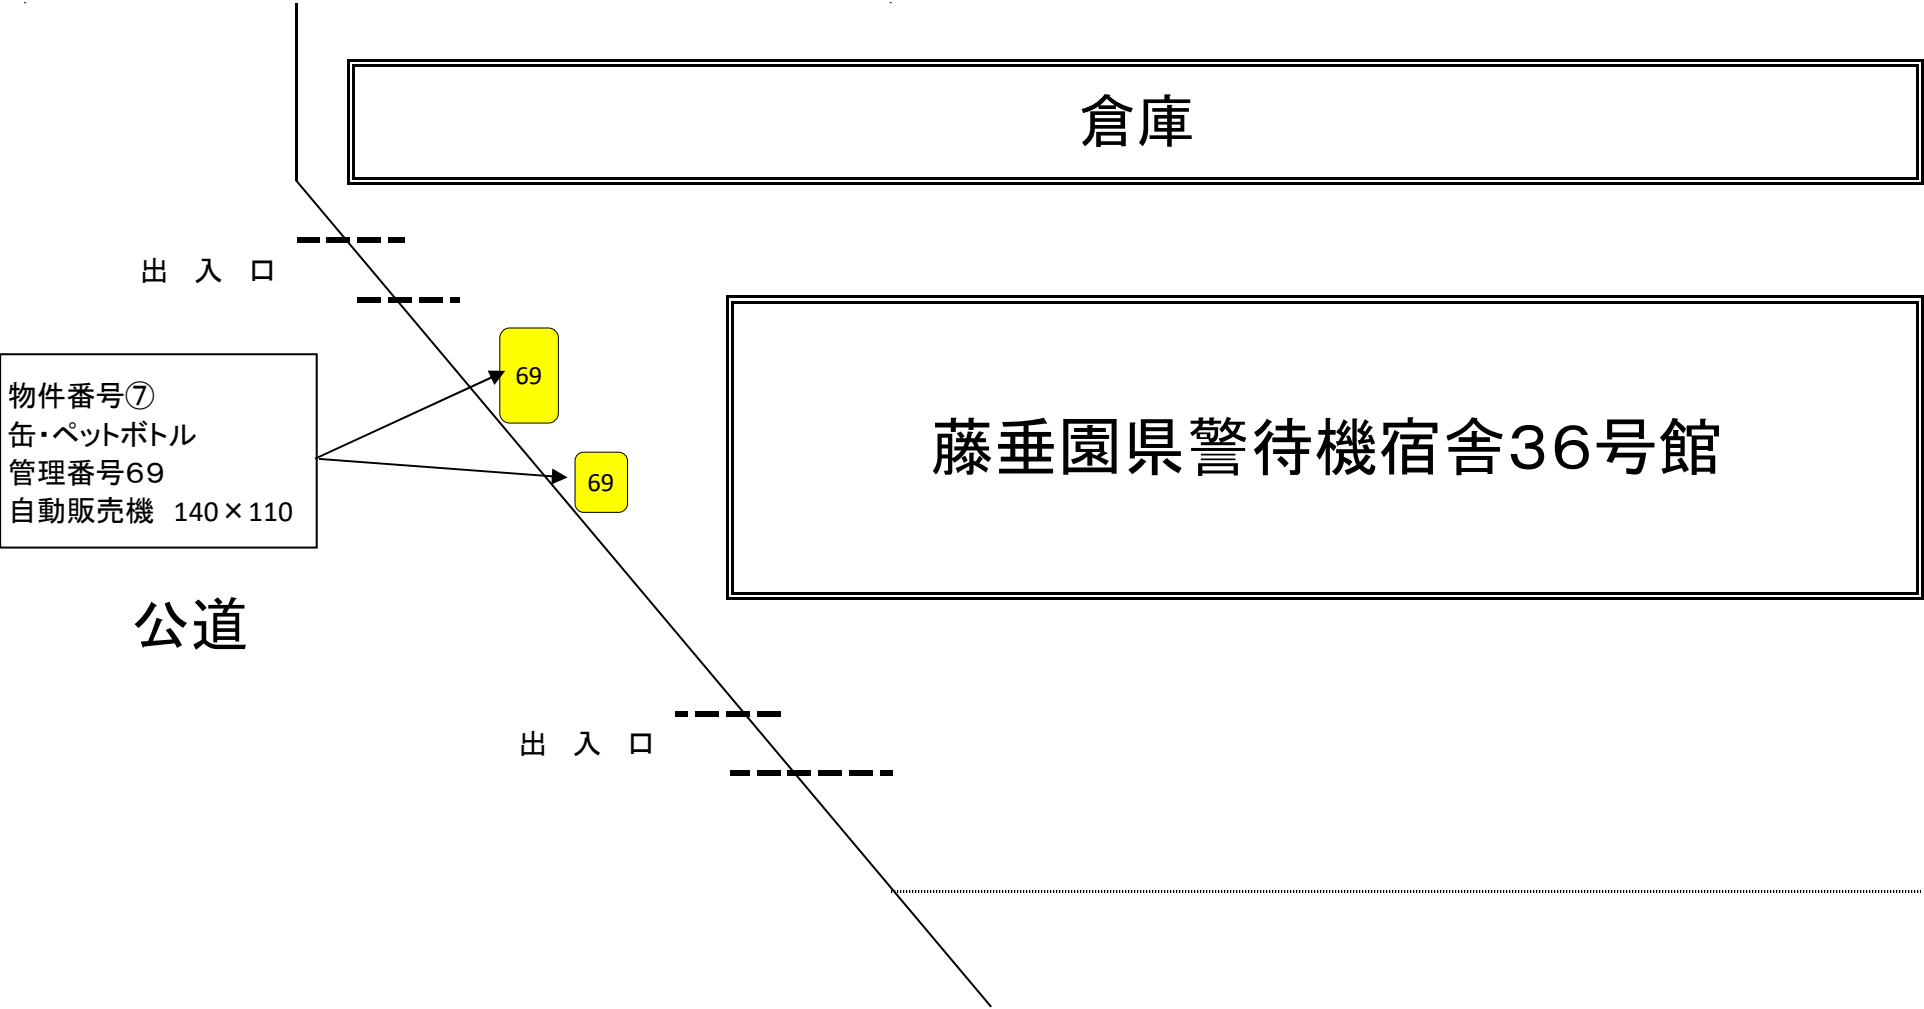 倉庫
出　入　口
69
物件番号⑦
缶・ペットボトル
管理番号６９
自動販売機　140×110
69
藤垂園県警待機宿舎３６号館
公道
出　入　口